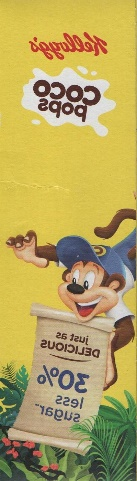 Kellogg's
COCO
POPS
just as
DELICIOUS
30%
less
sugar